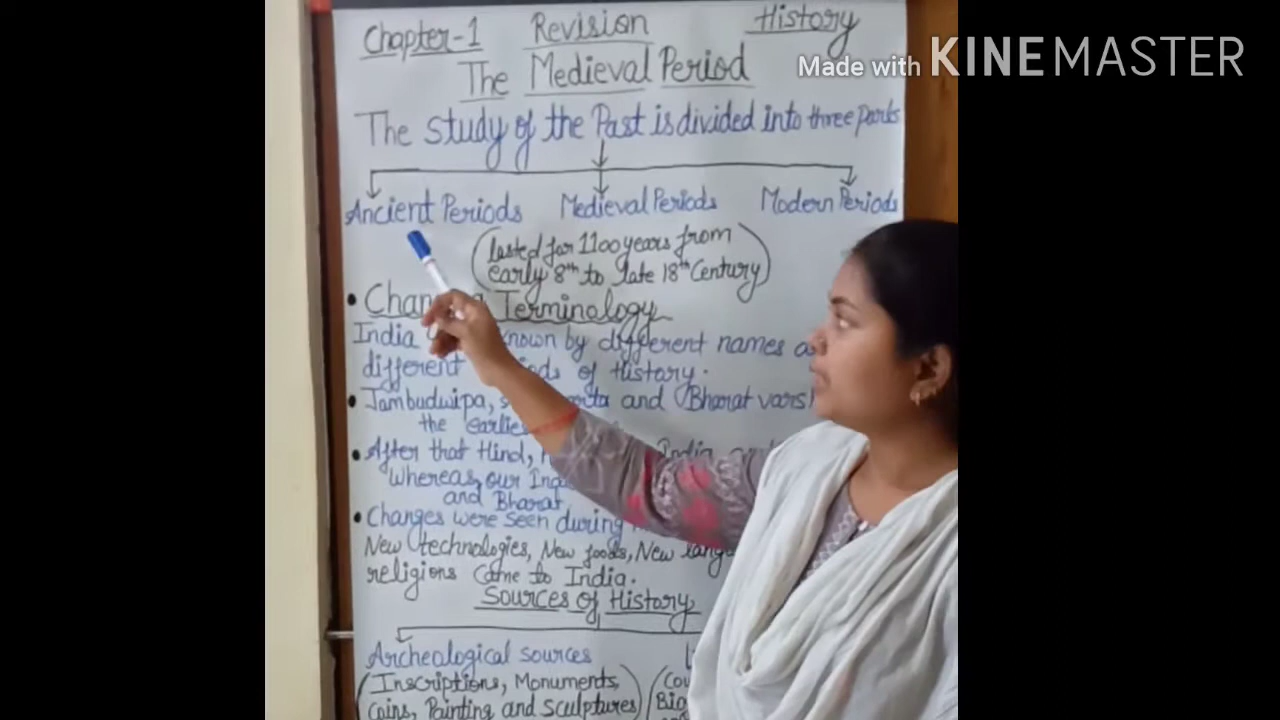 Chapter-1 Revision History
Made with KINEMASTER
The Medieval Period
The study of the Past is divided into three parts
Ancient Periods Medieval Periods Modern Periods
(lasted for 1100 years from
early 8th to late 18th Century)
• Terminology
India known by different names
different of History.
• Jambudwipa, and Bharat
the
• After that Hind, India
Whereas, our
and Bharat
• Changes were seen during
New technologies, New foods, New
religions Came to India.
Sources of History
Archeological sources
(Inscriptions, Monuments,
Coins, Painting and sculptures)